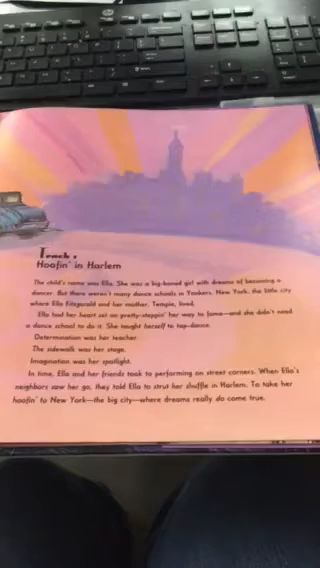 Track 1
Hoofin' in Harlem
The child's name was Ella. She was a big-boned girl with dreams of becoming a
dancer. But there weren't many dance schools in Yonkers, New York, the little city
where Ella Fitzgerald and her mother, Tempie, lived.
Ella had her heart set on pretty-steppin' her way to fame—and she didn't need
a dance school to do it. She taught herself to tap-dance.
Determination was her teacher.
The sidewalk was her stage.
Imagination was her spotlight.
In time, Ella and her friends took to performing on street corners. When Ella's
neighbors saw her go, they told Ella to strut her shuffle in Harlem. To take her
hoofin' to New York—the big city—where dreams really do come true.